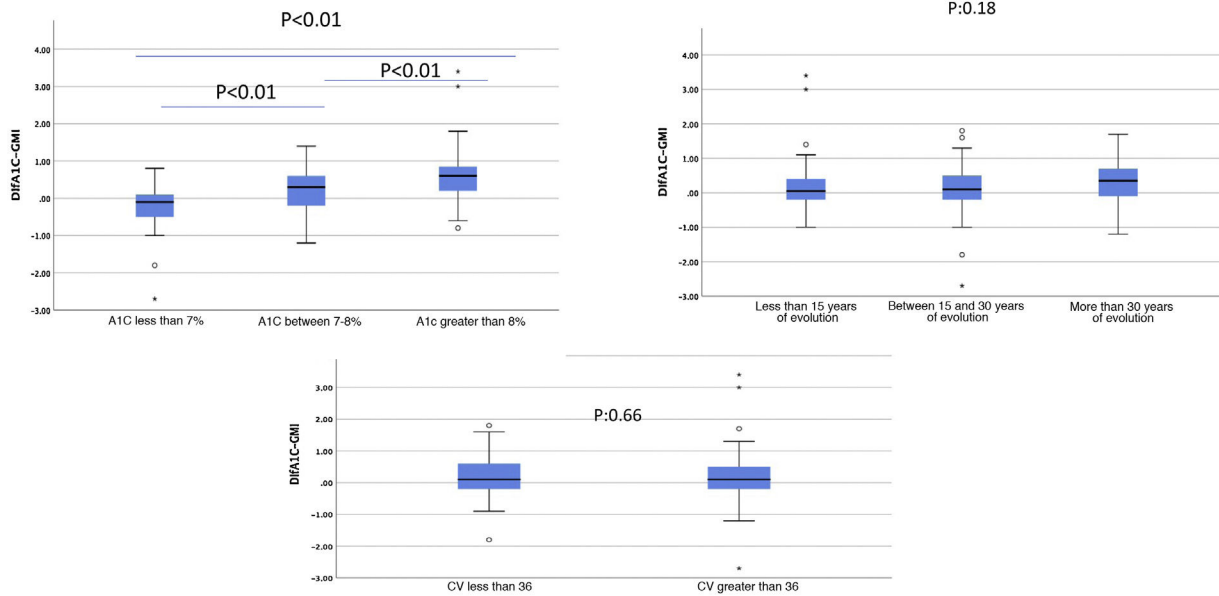 P<0.01
P<0.01
P<0.01
DifA1C-GMI
4.00
3.00
2.00
1.00
.00
-1.00
-2.00
-3.00
A1C less than 7%
A1C between 7-8%
A1c greater than 8%
P:0.18
DifA1C-GMI
4.00
3.00
2.00
1.00
.00
-1.00
-2.00
-3.00
Less than 15 years
of evolution
Between 15 and 30 years
of evolution
More than 30 years
of evolution
P:0.66
DifA1C-GMI
3.00
2.00
1.00
.00
-1.00
-2.00
-3.00
CV less than 36
CV greater than 36